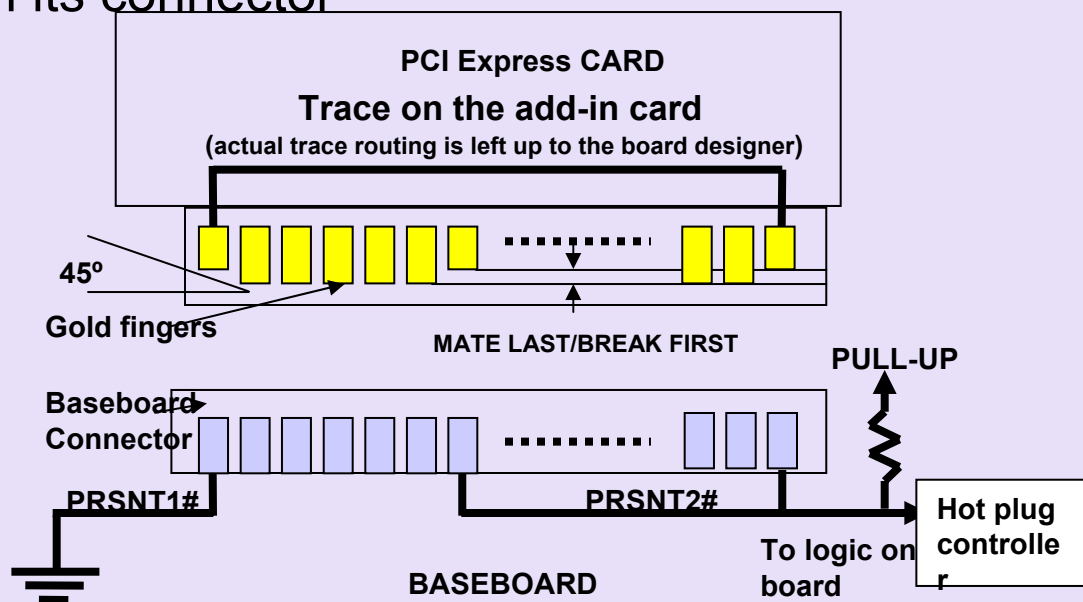 its connector
PCI Express CARD
Trace on the add-in card
(actual trace routing is left up to the board designer)
45º
Gold fingers
MATE LAST/BREAK FIRST
PULL-UP
Baseboard
Connector
PRSNT1#
PRSNT2#
Hot plug
controlle
r
To logic on
board
BASEBOARD